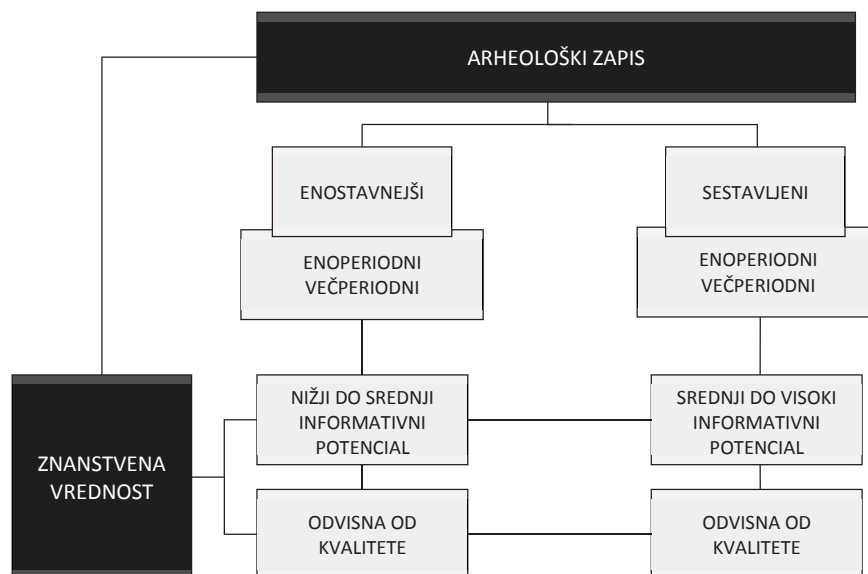 ARHEOLOŠKI ZAPIS
ENOSTAVNEJŠI
SESTAVLJENI
ENOPERIODNI
VEČPERIODNI
ENOPERIODNI
VEČPERIODNI
ZNANSTVENA
VREDNOST
NIŽJI DO SREDNJI
INFORMATIVNI
POTENCIAL
SREDNJI DO VISOKI
INFORMATIVNI
POTENCIAL
ODVISNA OD
KVALITETE
ODVISNA OD
KVALITETE